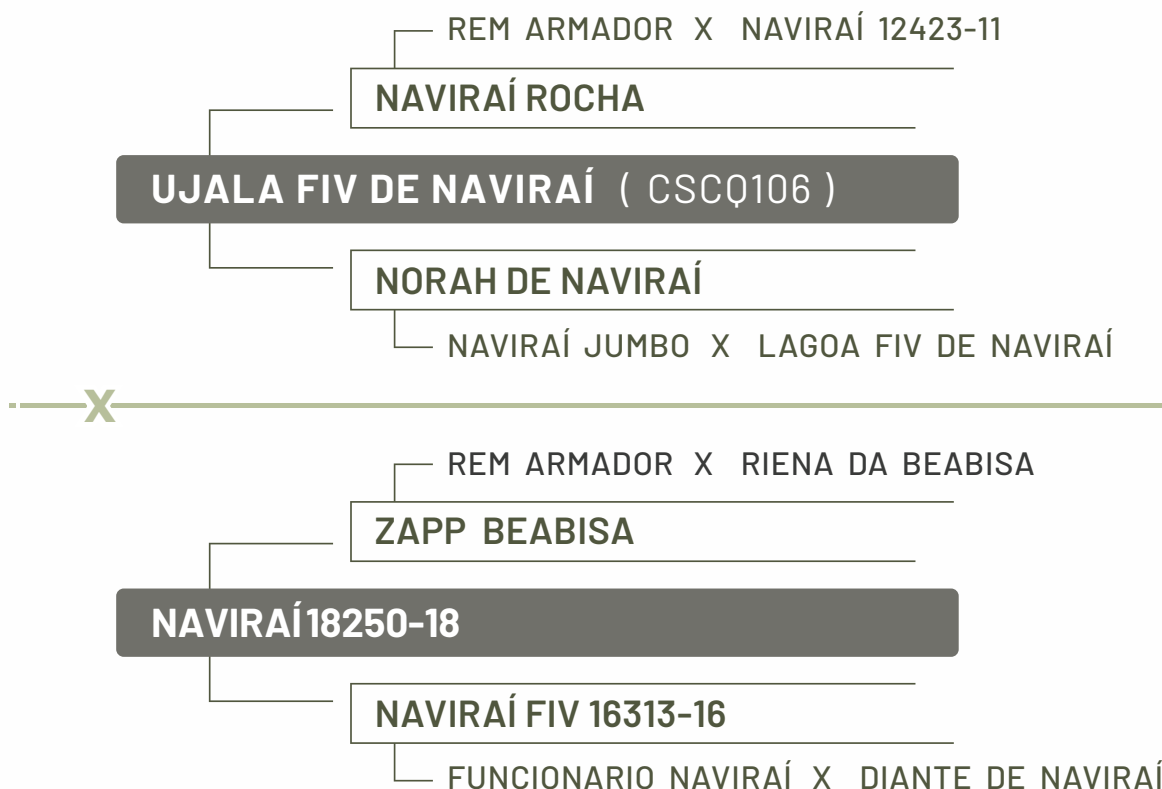 REM ARMADOR X NAVIRAÍ 12423-11
NAVIRAÍ ROCHA
UJALA FIV DE NAVIRAÍ ( CSCQ106 )
NORAH DE NAVIRAÍ
NAVIRAÍ JUMBO X LAGOA FIV DE NAVIRAÍ
X
REM ARMADOR X RIENA DA BEABISA
ZAPP BEABISA
NAVIRAÍ 18250-18
NAVIRAÍ FIV 16313-16
FUNCIONARIO NAVIRAÍ X DIANTE DE NAVIRAÍ